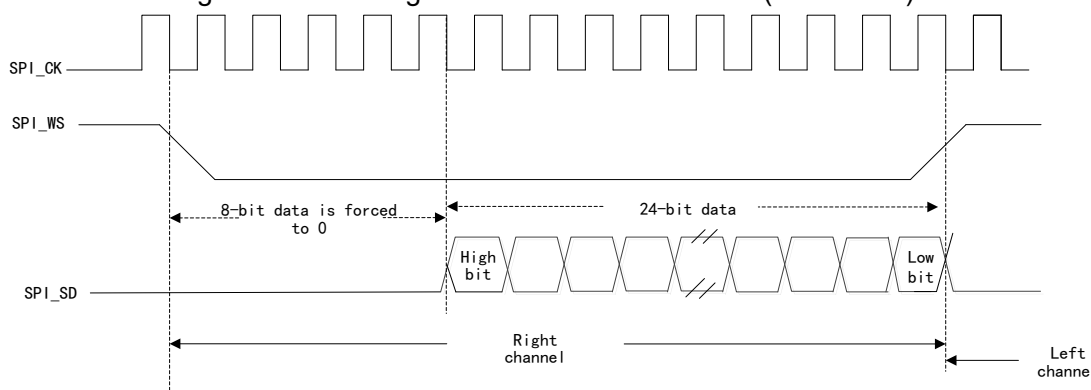 SPI_CK
SPI_WS
8-bit data is forced
to 0
24-bit data
High
bit
Low
bit
SPI_SD
Right
channel
Left
channe